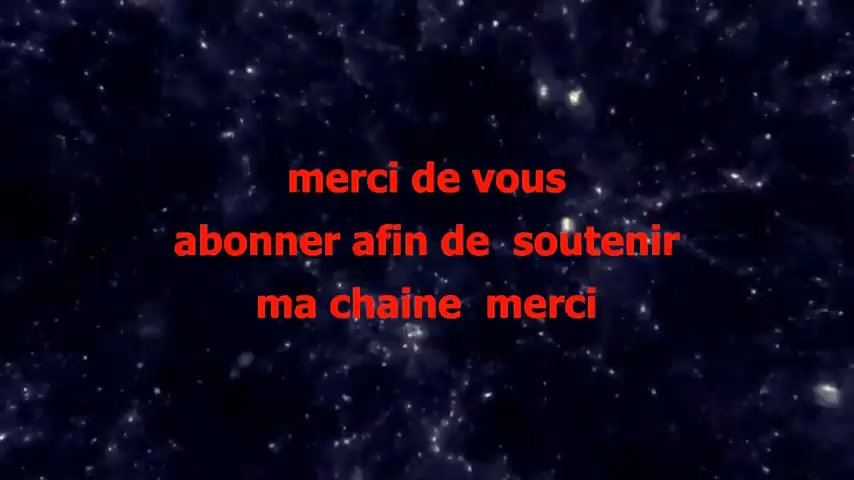 merci de vous
abonner afin de  soutenir
ma chaine  merci